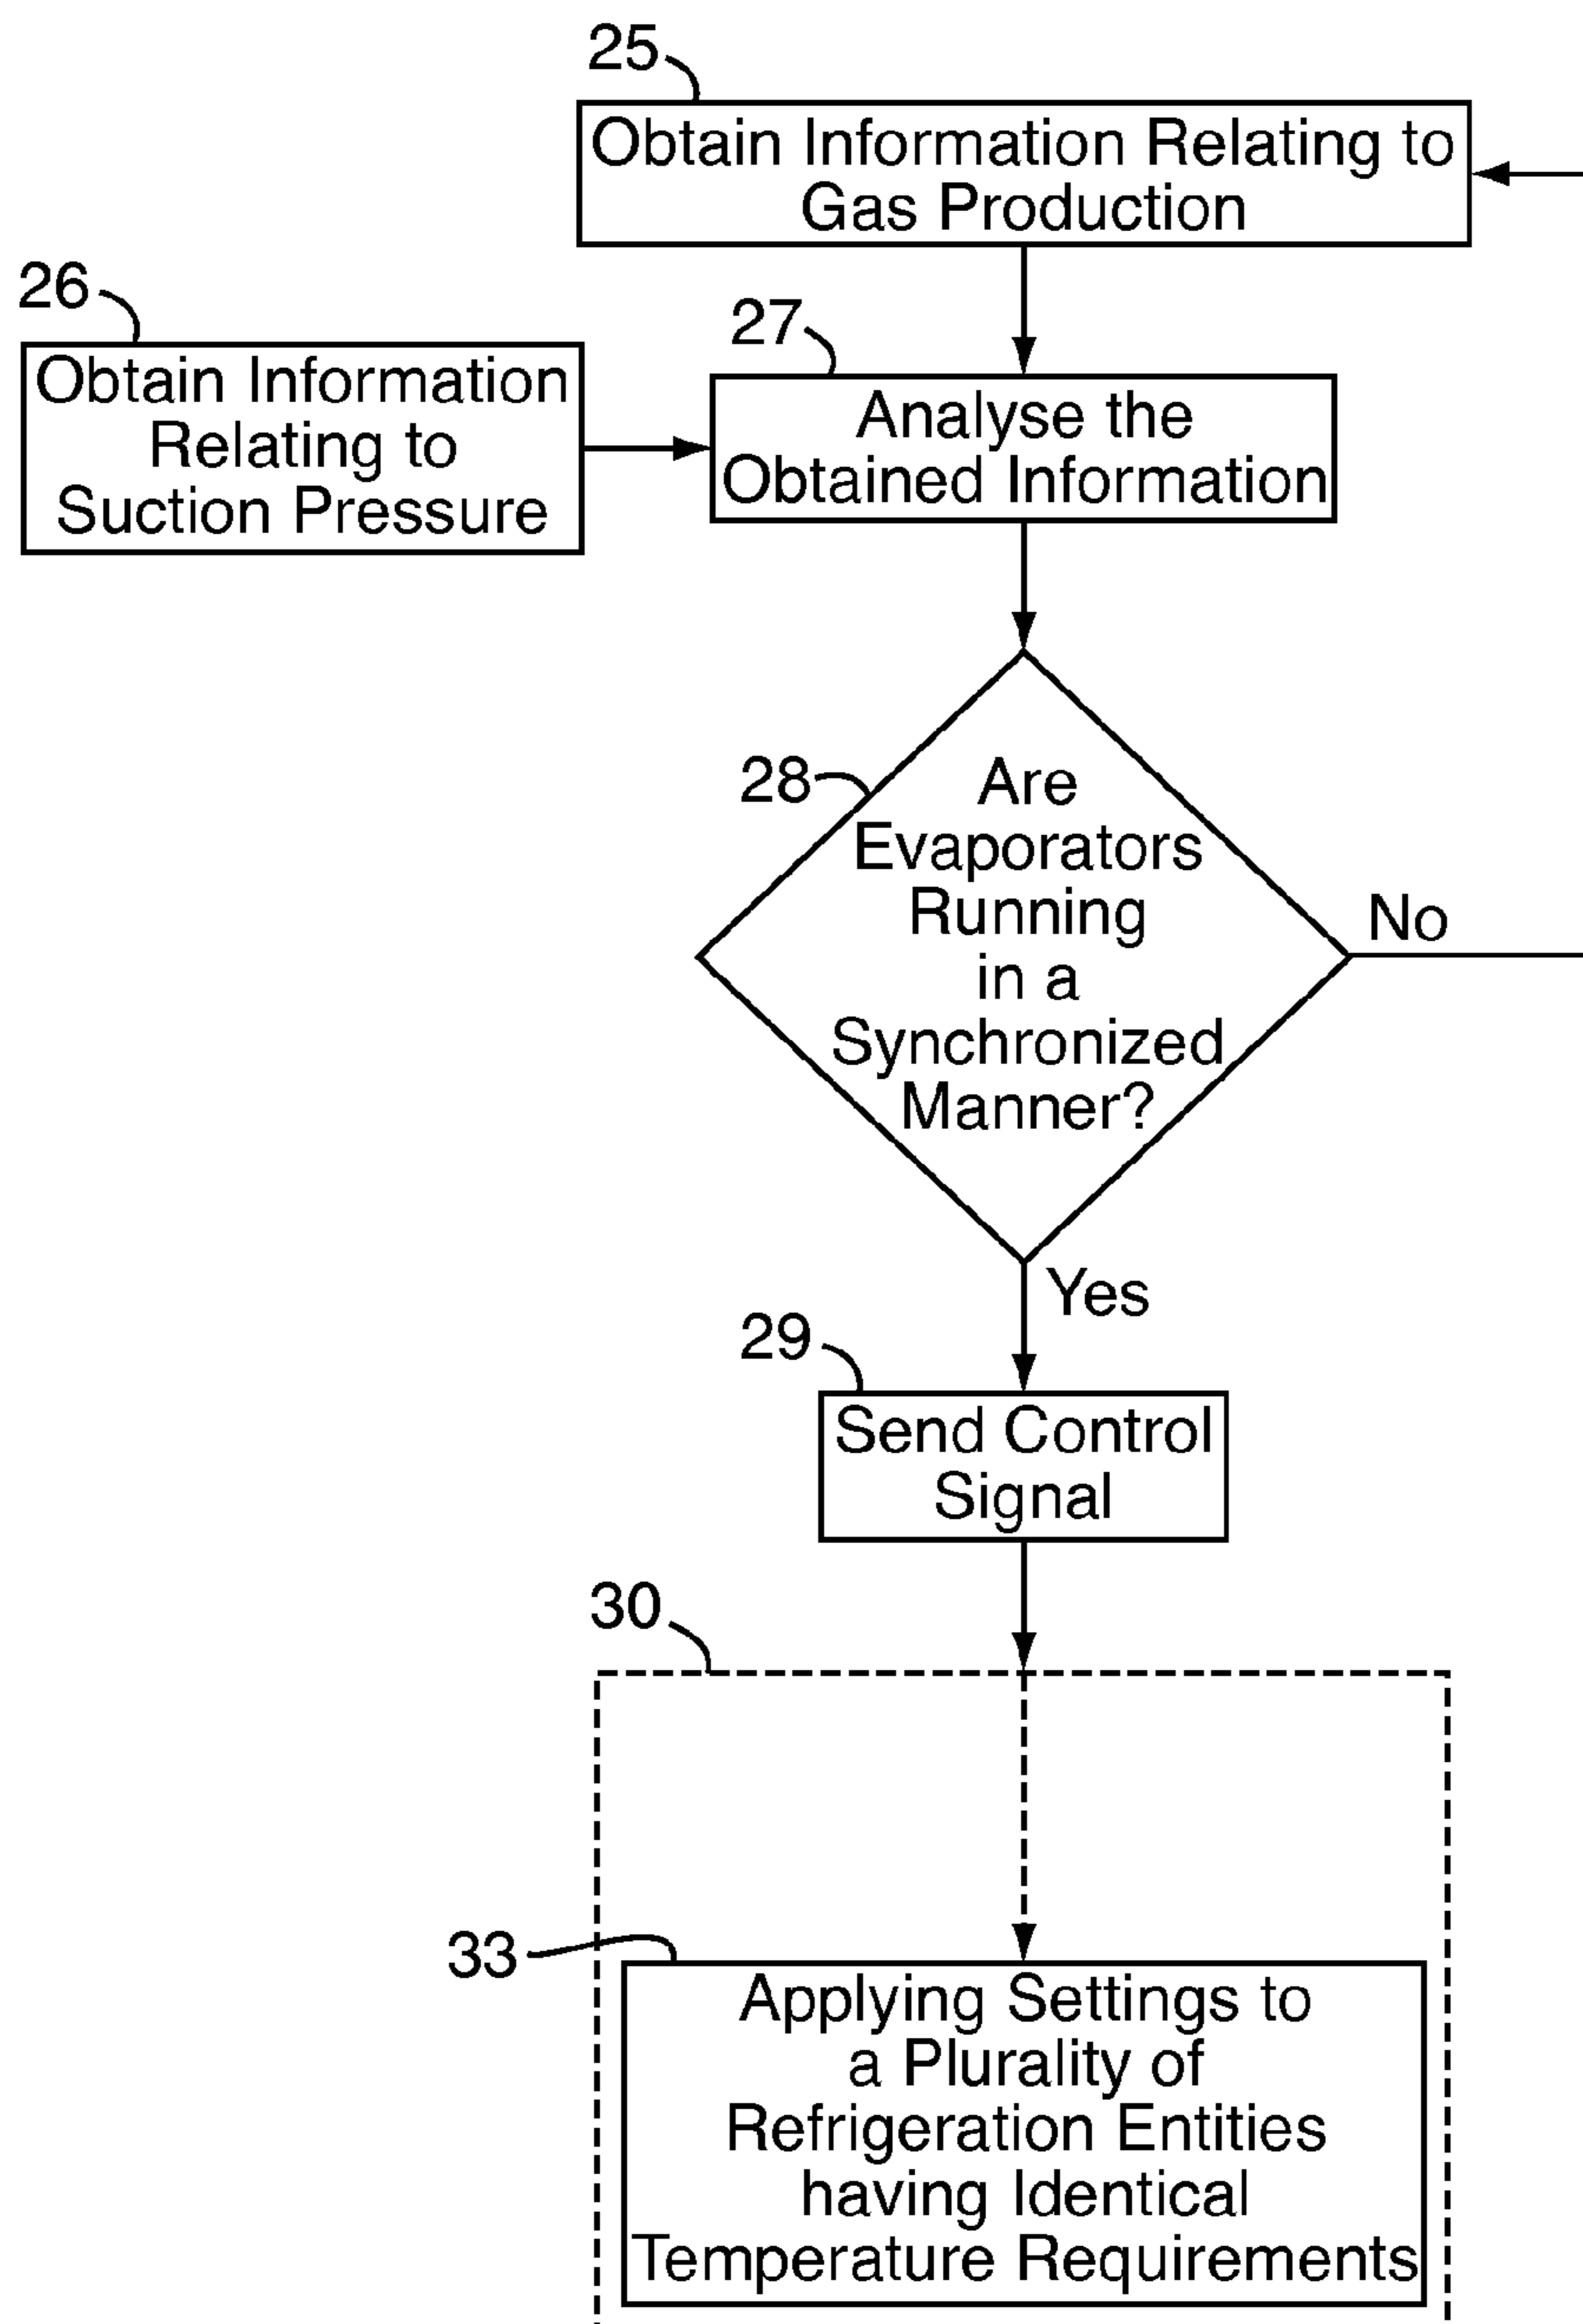 25
Obtain Information Relating to
Gas Production
26
Obtain Information
Relating to
Suction Pressure
27
Analyse the
Obtained Information
28
Are
Evaporators
Running
in a
Synchronized
Manner?
No
Yes
29
Send Control
Signal
30
33
Applying Settings to
a Plurality of
Refrigeration Entities
having Identical
Temperature Requirements